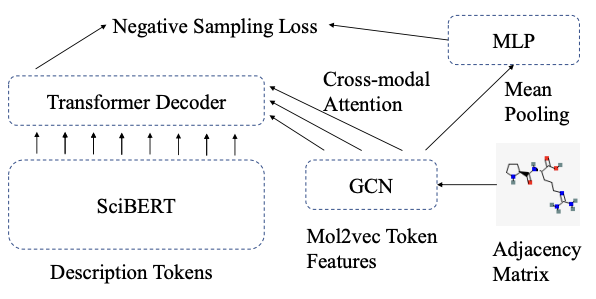 Negative Sampling Loss
MLP
Transformer Decoder
Cross-modal
Attention
Mean
Pooling
SciBERT
GCN
Mol2vec Token
Features
Adjacency
Matrix
Description Tokens